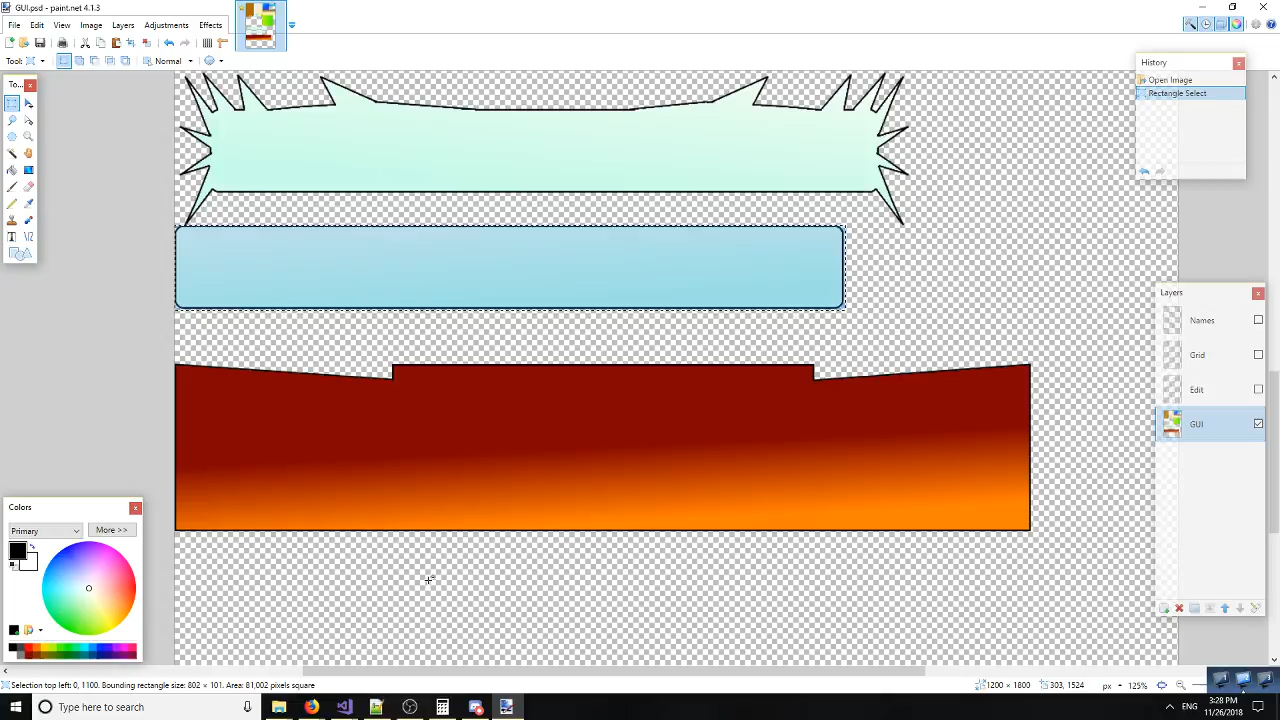 GUI.psd - paint.net 4.1.3
File Edit View Image Layers Adjustments Effects
Tool:
Normal
To...
History
Open Image
Rectangle Select
Layers
Names
Grid
Edit
GUI
Colors
Primary
More >>
Selection top left: 0, 1100. Bounding rectangle size: 802 × 101. Area: 81,002 pixels square
1200 × 1800
303, 1524
px
125%
Type here to search
ENG
3:28 PM
11/26/2018